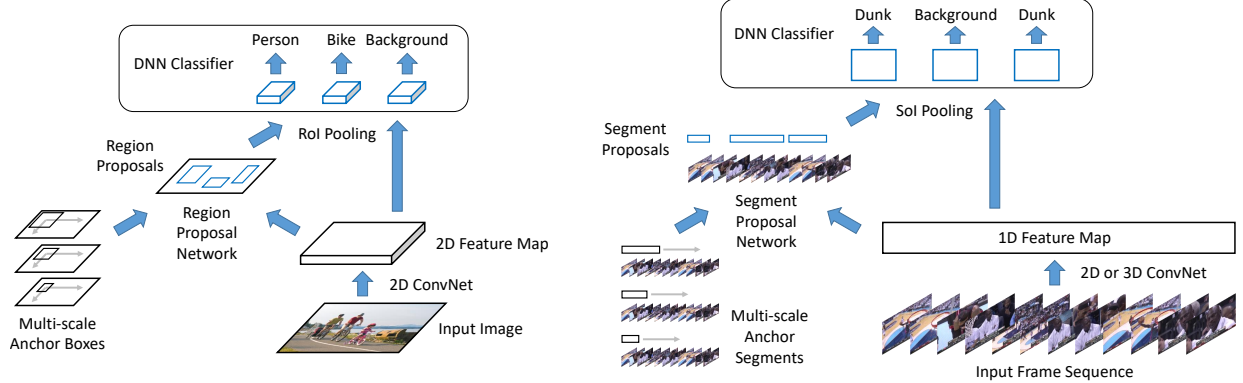 Person Bike Background
DNN Classifier
RoI Pooling
Region
Proposals
Region
Proposal
Network
2D Feature Map
2D ConvNet
Input Image
Multi-scale
Anchor Boxes
Dunk Background Dunk
DNN Classifier
SoI Pooling
Segment
Proposals
Segment
Proposal
Network
1D Feature Map
2D or 3D ConvNet
Multi-scale
Anchor
Segments
Input Frame Sequence